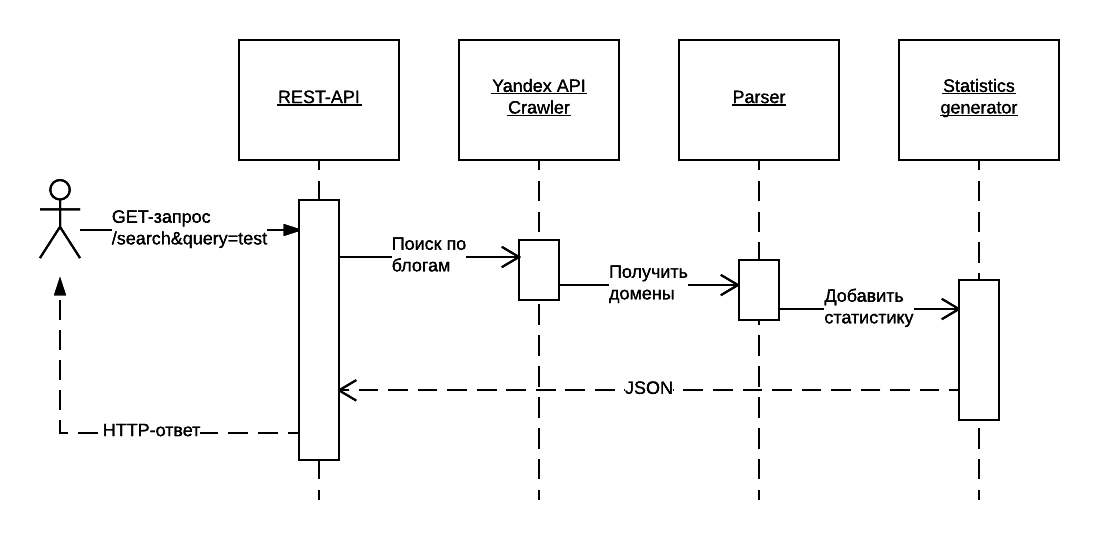 REST-API
Yandex API
Crawler
Parser
Statistics
generator
GET-запрос
/search&query=test
Поиск по
блогам
Получить
домены
Добавить
статистику
JSON
HTTP-ответ